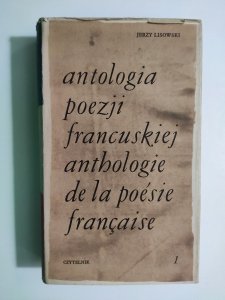 JERZY LISOWSKI
antologia
poezji
francuskiej
anthologie
de la poésie
française
CZYTELNIK 1